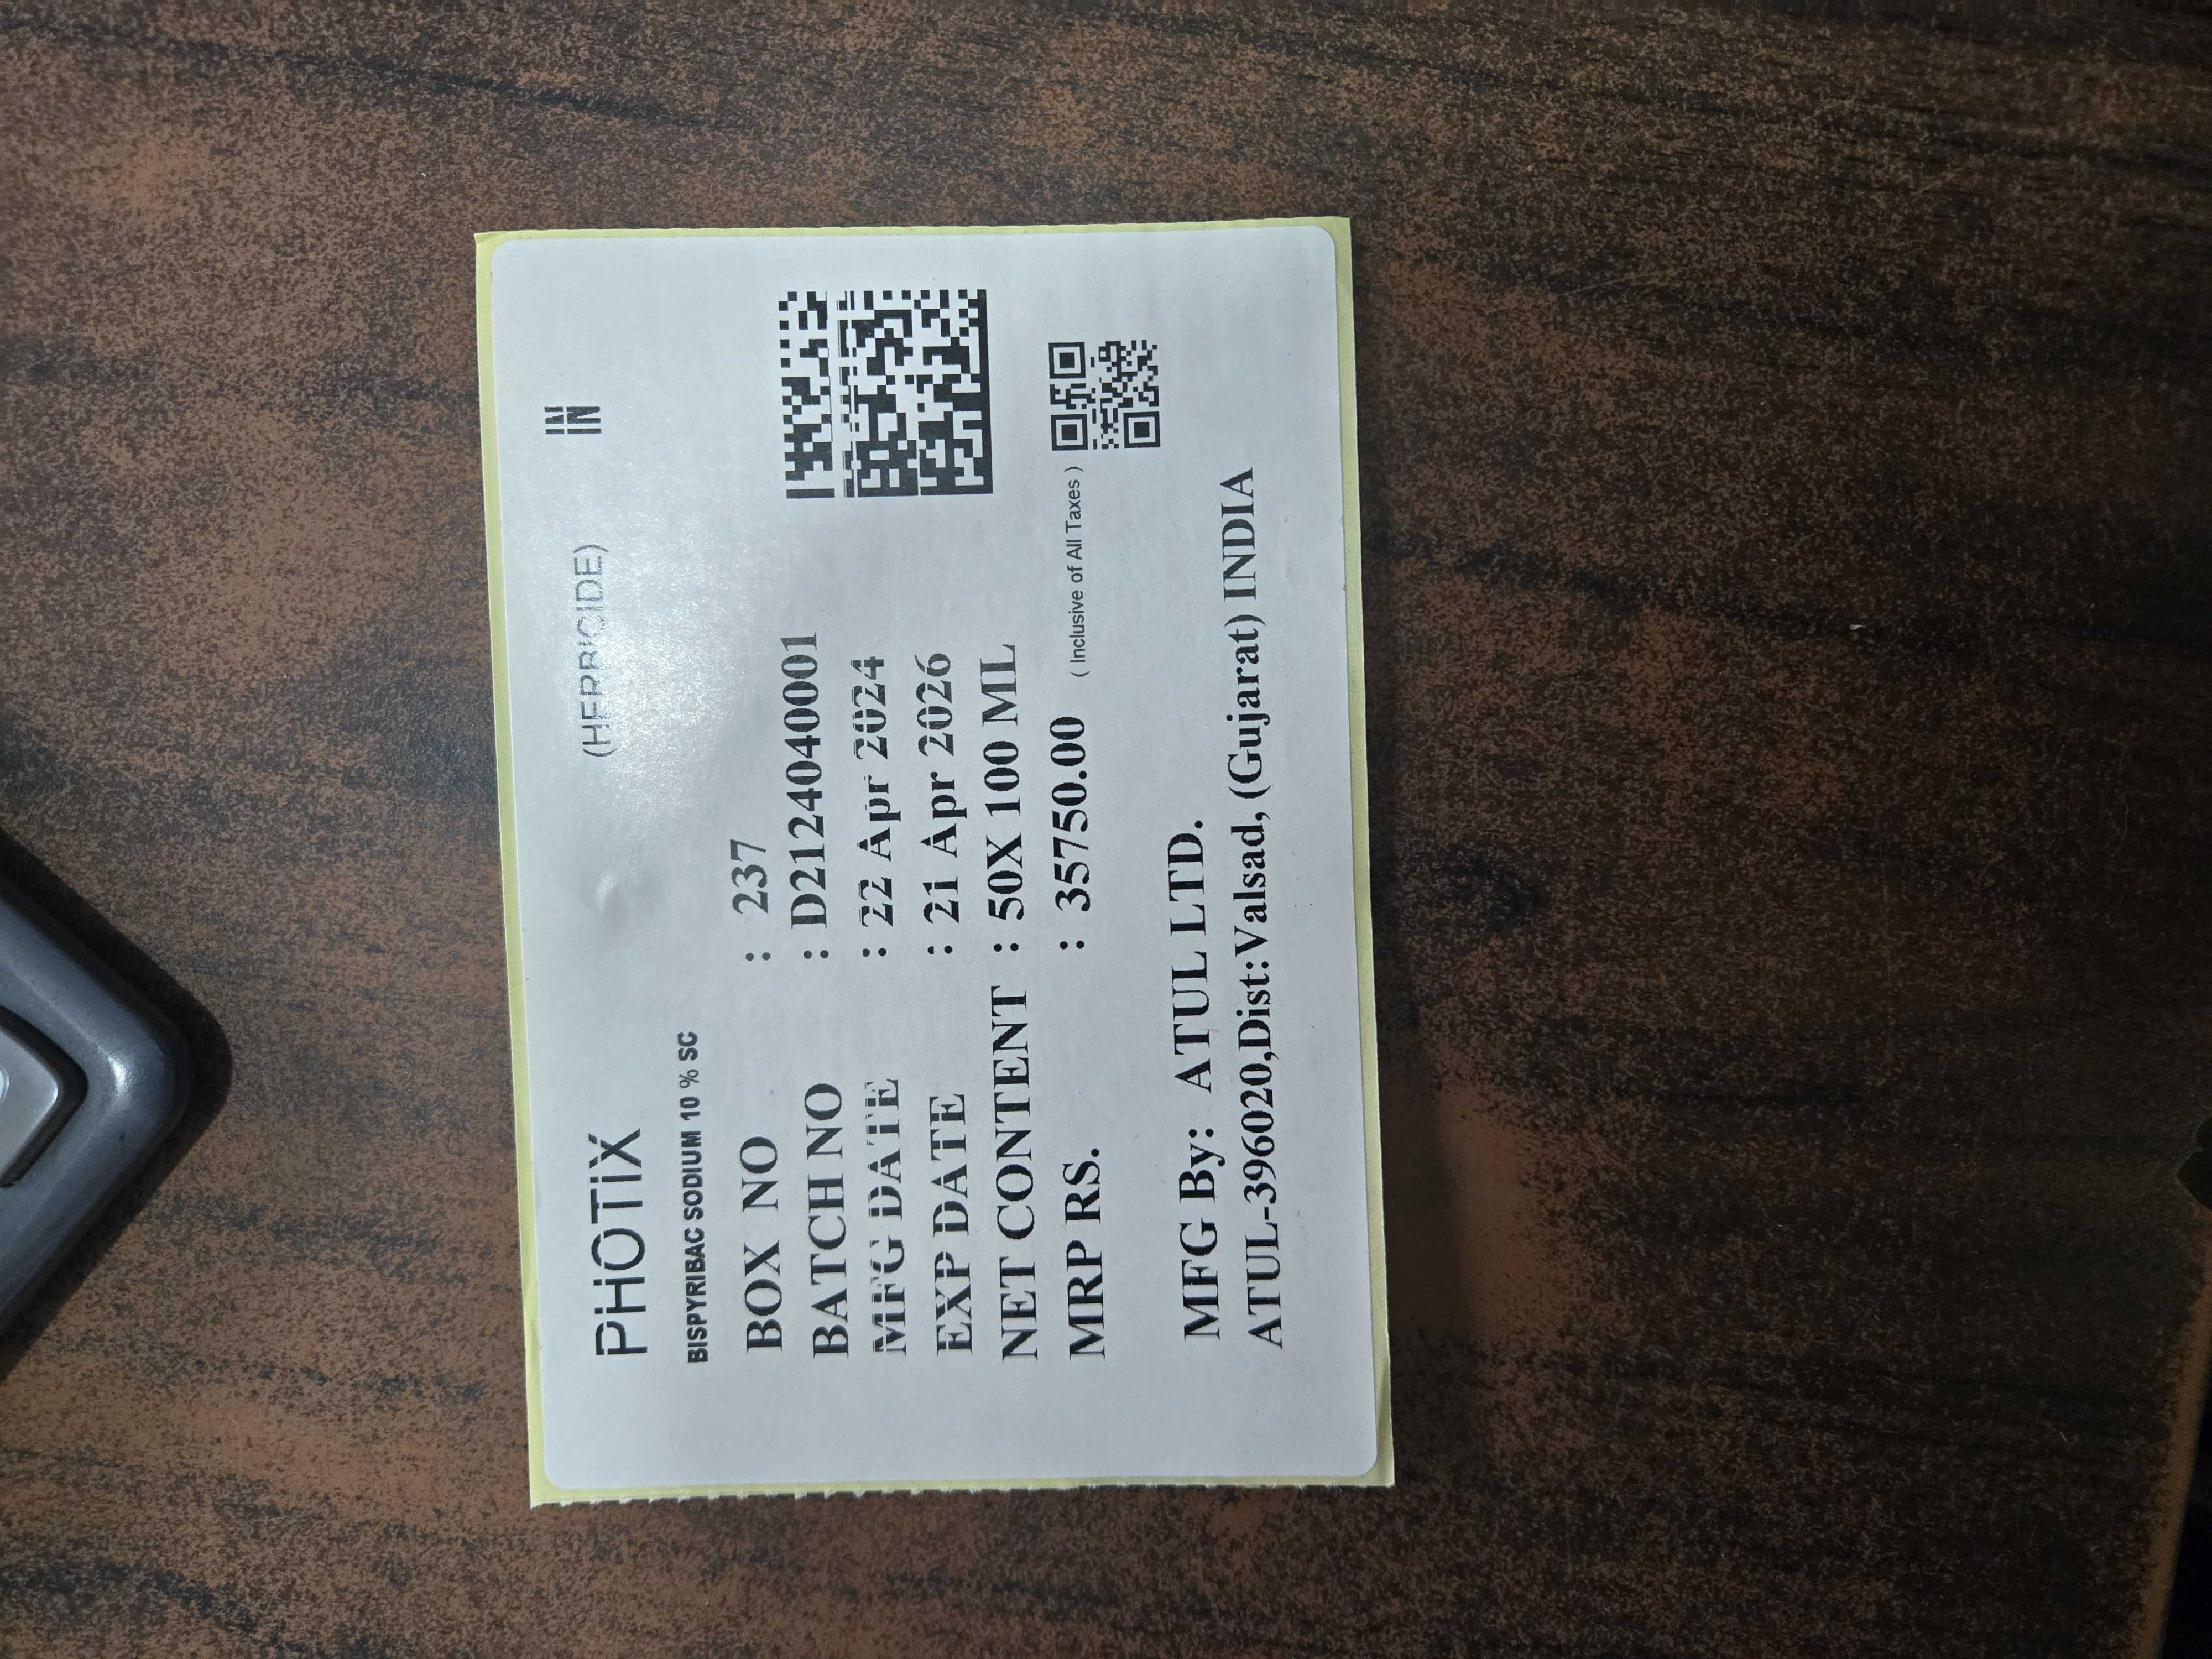 PHOTIX (HERBICIDE) IN
BISPYRIBAC SODIUM 10 % SC
BOX NO : 237
BATCH NO : D2124040001
MFG DATE : 22 Apr 2024
EXP DATE : 21 Apr 2026
NET CONTENT : 50X 100 ML
MRP RS. : 35750.00 ( Inclusive of All Taxes )
MFG By: ATUL LTD.
ATUL-396020,Dist:Valsad, (Gujarat) INDIA